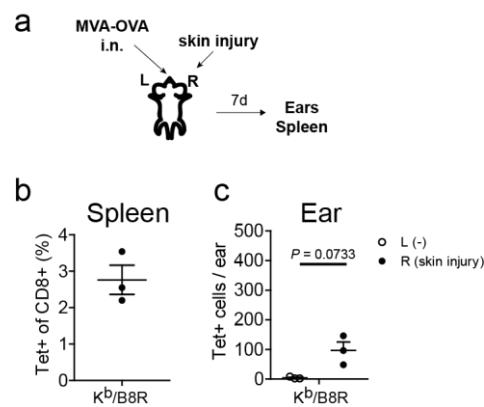 a
MVA-OVA
i.n.
skin injury
L
R
7d
Ears
Spleen
b
Spleen
Tet+ of CD8+ (%)
4
3
2
1
0
Kb/B8R
c
Ear
Tet+ cells / ear
500
400
300
200
100
0
P = 0.0733
Kb/B8R
L (-)
R (skin injury)